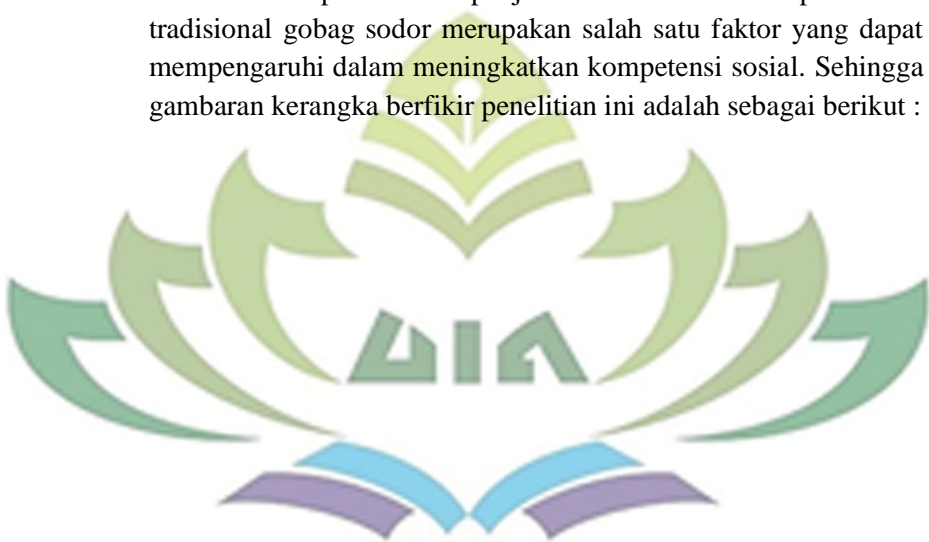 tradisional gobag sodor merupakan salah satu faktor yang dapat
mempengaruhi dalam meningkatkan kompetensi sosial. Sehingga
gambaran kerangka berfikir penelitian ini adalah sebagai berikut :
UIN